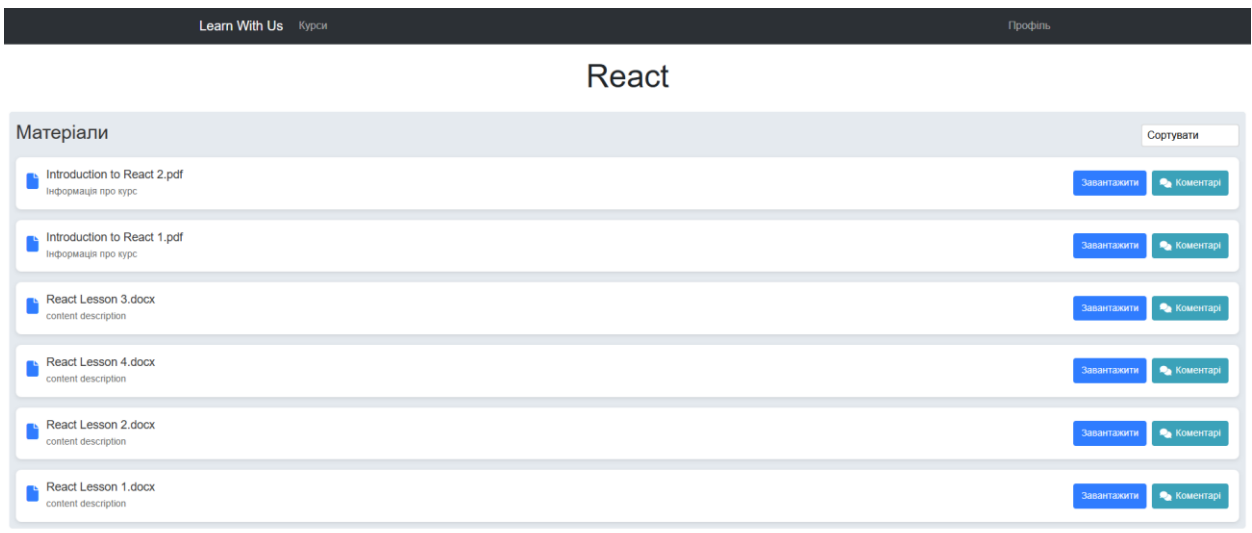 Learn With Us Курси Профіль
React
Матеріали Сортувати
Introduction to React 2.pdf
Інформація про курс
Завантажити Коментарі
Introduction to React 1.pdf
Інформація про курс
Завантажити Коментарі
React Lesson 3.docx
content description
Завантажити Коментарі
React Lesson 4.docx
content description
Завантажити Коментарі
React Lesson 2.docx
content description
Завантажити Коментарі
React Lesson 1.docx
content description
Завантажити Коментарі